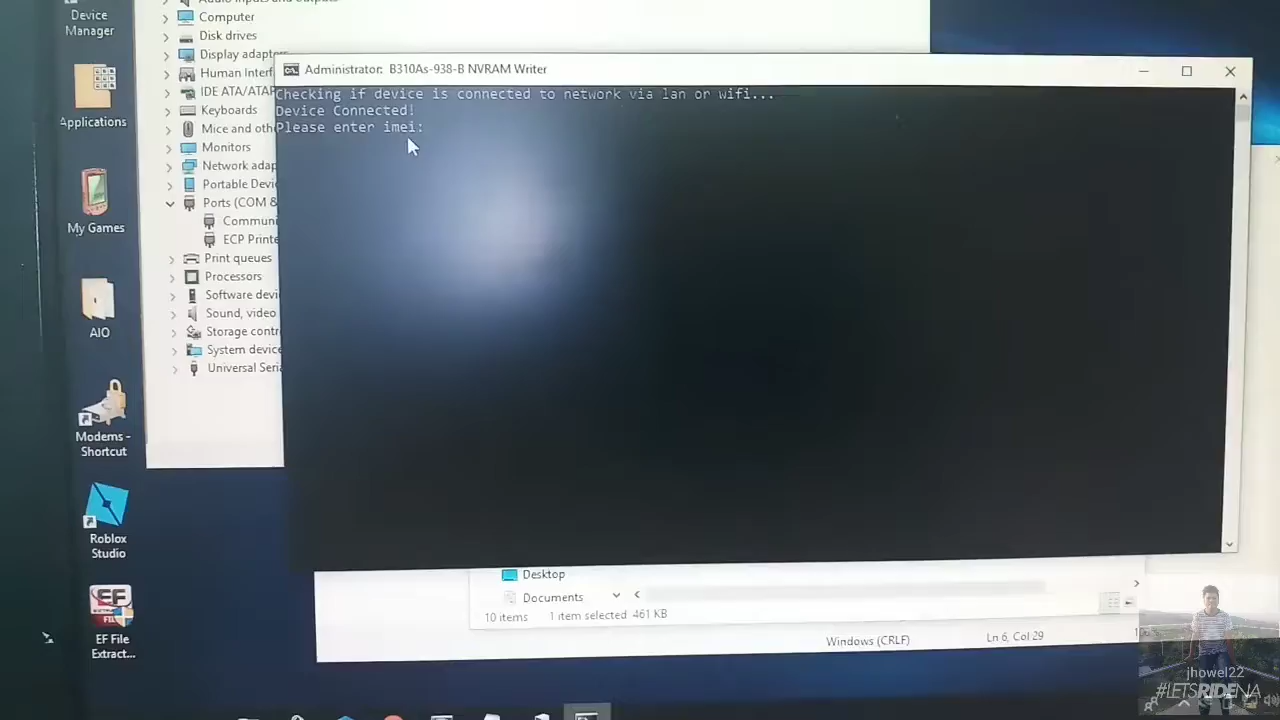 Device
Manager
Applications
My Games
AIO
Modems -
Shortcut
Roblox
Studio
EF File
Extract...
Computer
Disk drives
Display adapters
Human Interf
IDE ATA/ATAP
Keyboards
Mice and othe
Monitors
Network adap
Portable Devic
Ports (COM &
Communi
ECP Printe
Print queues
Processors
Software devi
Sound, video
Storage contr
System device
Universal Seria
Administrator: B310As-938-B NVRAM Writer
Checking if device is connected to network via lan or wifi...
Device Connected!
Please enter imei:
Desktop
Documents
10 items 1 item selected 461 KB
Windows (CRLF) Ln 6, Col 29
jhowel22
#LETSRIDENA